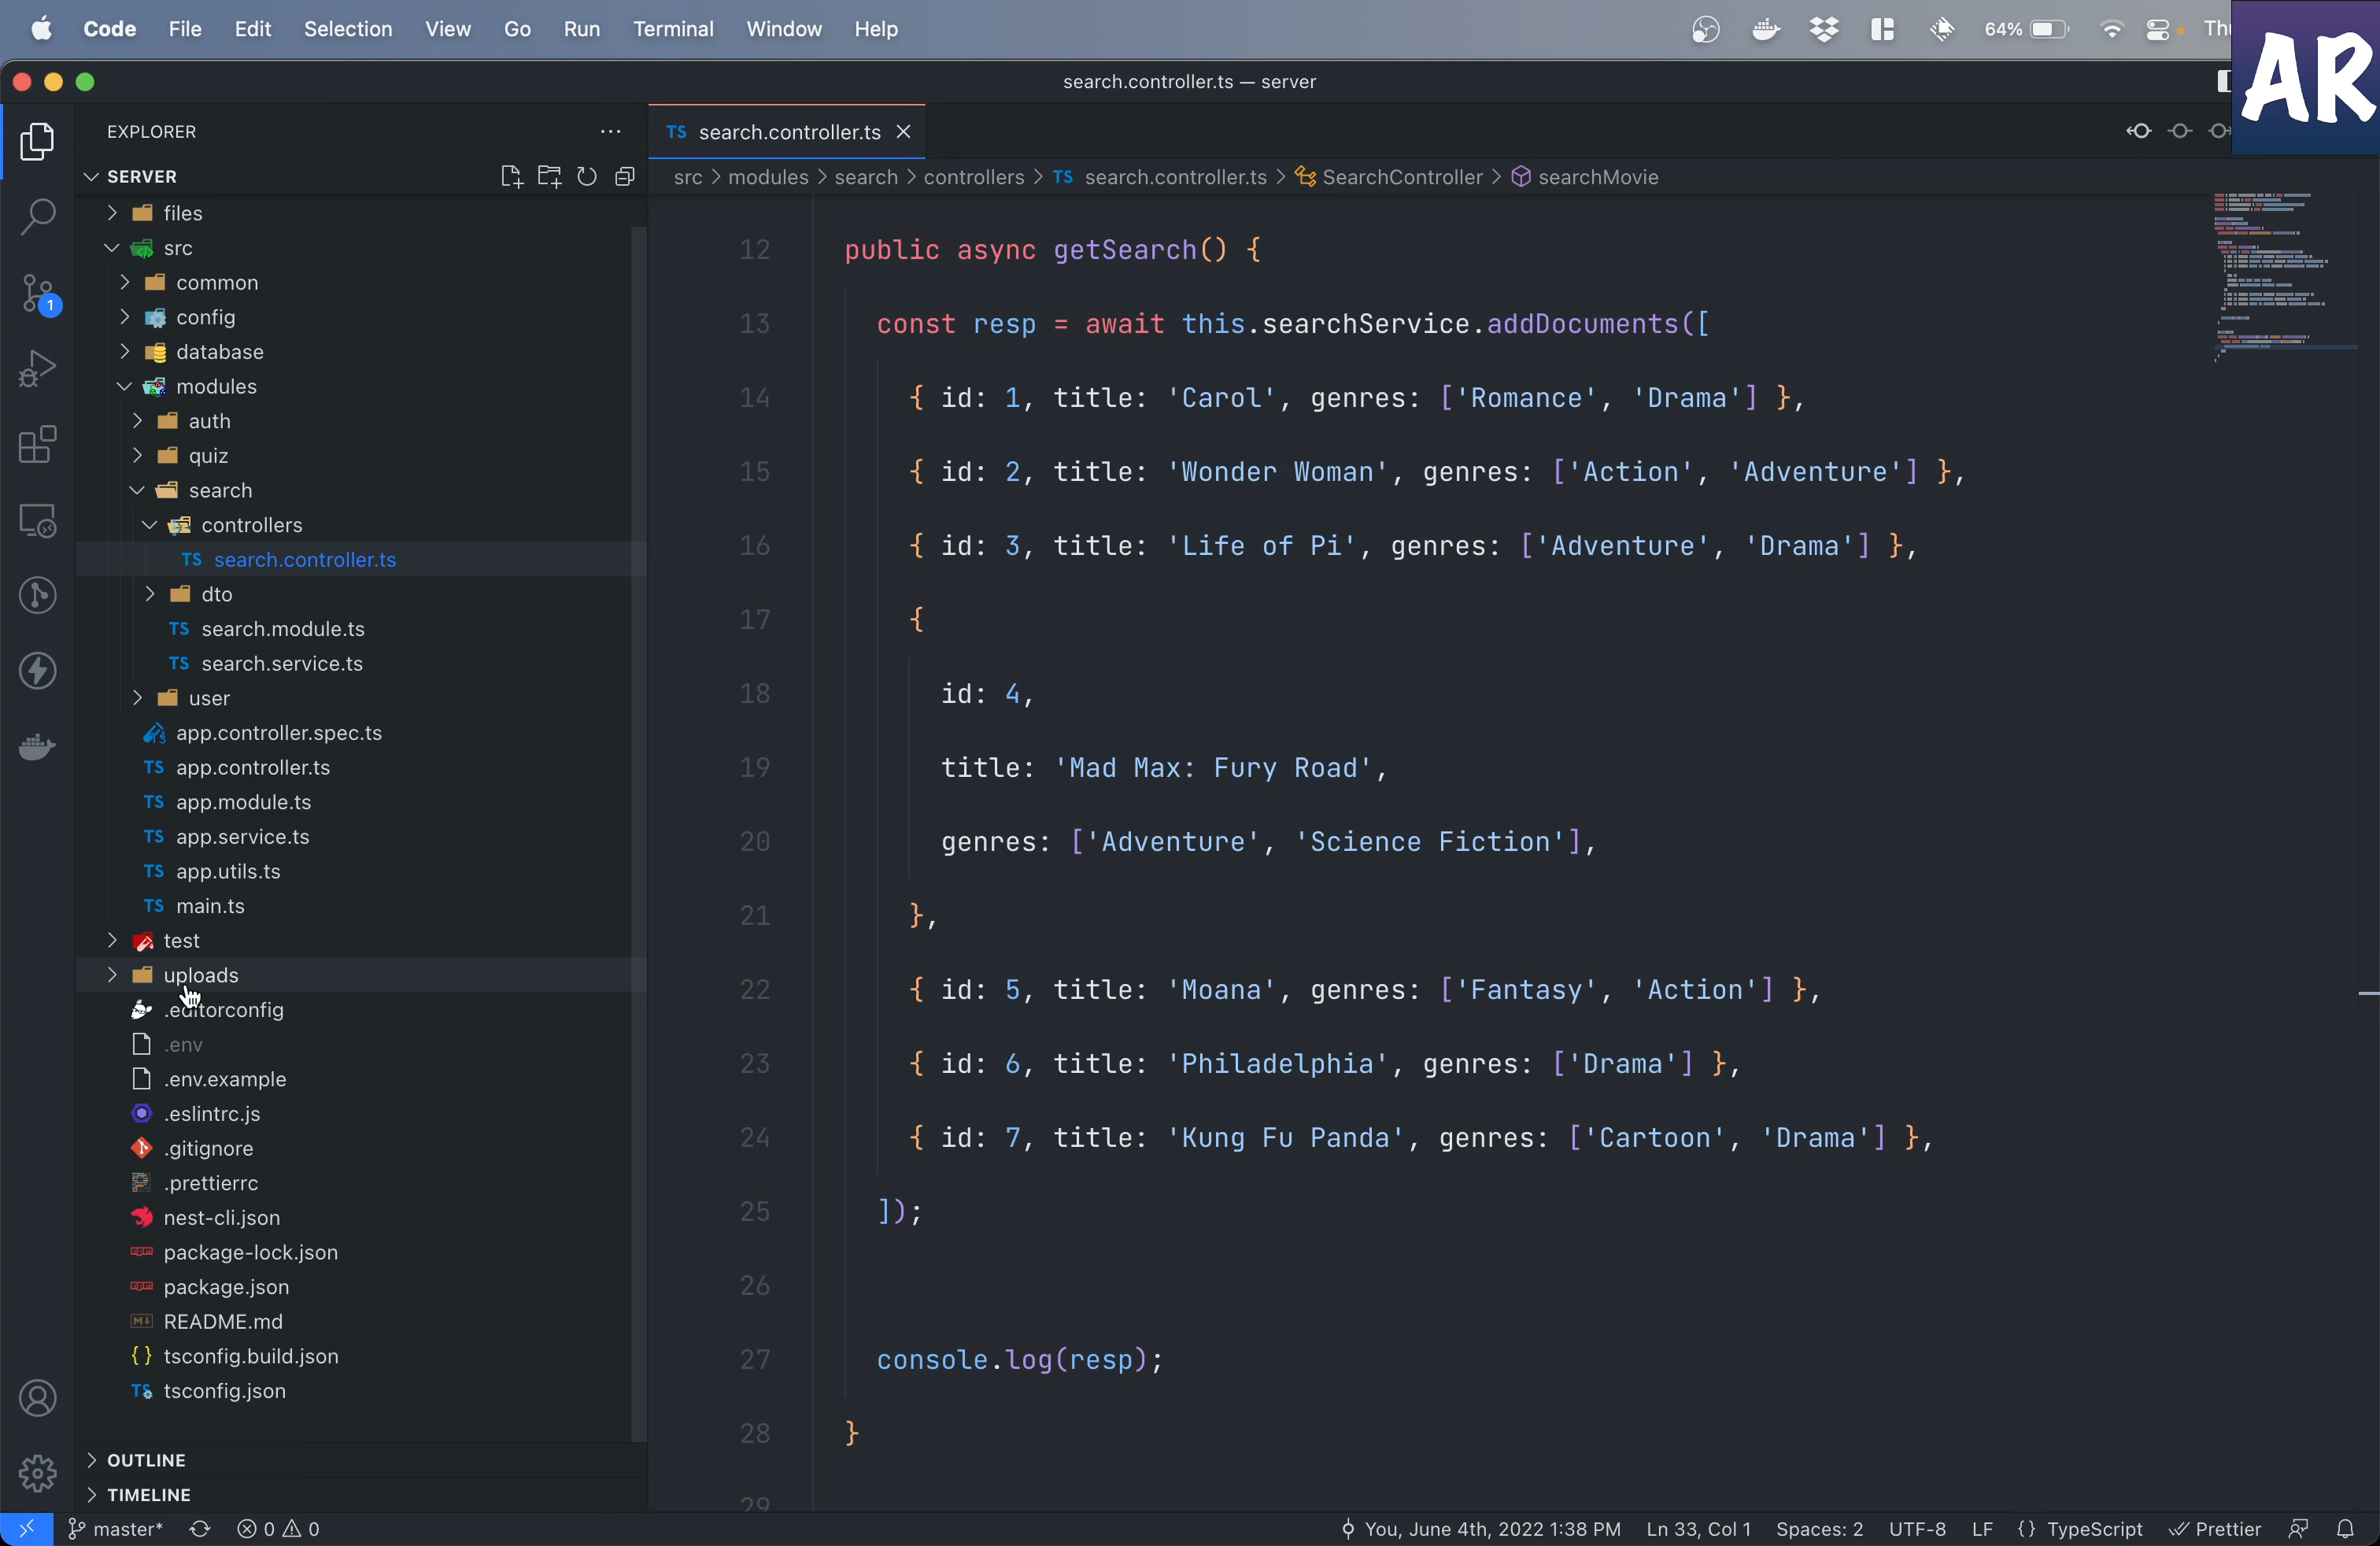 Code File Edit Selection View Go Run Terminal Window Help 64% Thu
AR
search.controller.ts — server
EXPLORER
SERVER
files
src
common
config
database
modules
auth
quiz
search
controllers
TS search.controller.ts
dto
TS search.module.ts
TS search.service.ts
user
app.controller.spec.ts
TS app.controller.ts
TS app.module.ts
TS app.service.ts
TS app.utils.ts
TS main.ts
test
uploads
.editorconfig
.env
.env.example
.eslintrc.js
.gitignore
.prettierrc
nest-cli.json
package-lock.json
package.json
README.md
{ } tsconfig.build.json
TS tsconfig.json
OUTLINE
TIMELINE
1
TS search.controller.ts
src > modules > search > controllers > TS search.controller.ts > SearchController > searchMovie
12 public async getSearch() {
13 const resp = await this.searchService.addDocuments([
14 { id: 1, title: 'Carol', genres: ['Romance', 'Drama'] },
15 { id: 2, title: 'Wonder Woman', genres: ['Action', 'Adventure'] },
16 { id: 3, title: 'Life of Pi', genres: ['Adventure', 'Drama'] },
17 {
18 id: 4,
19 title: 'Mad Max: Fury Road',
20 genres: ['Adventure', 'Science Fiction'],
21 },
22 { id: 5, title: 'Moana', genres: ['Fantasy', 'Action'] },
23 { id: 6, title: 'Philadelphia', genres: ['Drama'] },
24 { id: 7, title: 'Kung Fu Panda', genres: ['Cartoon', 'Drama'] },
25 ]);
26
27 console.log(resp);
28 }
29
master* 0 0 You, June 4th, 2022 1:38 PM Ln 33, Col 1 Spaces: 2 UTF-8 LF {} TypeScript Prettier